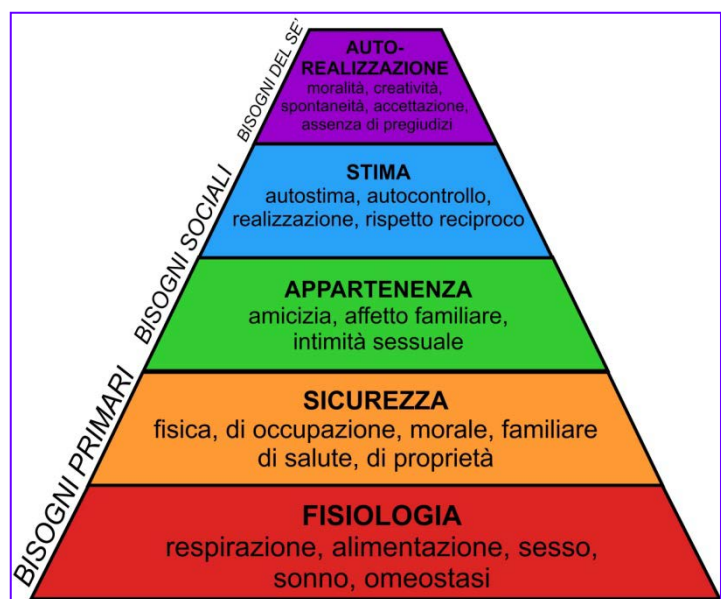 BISOGNI DEL SE'
AUTO-
REALIZZAZIONE
moralità, creatività,
spontaneità, accettazione,
assenza di pregiudizi
BISOGNI SOCIALI
STIMA
autostima, autocontrollo,
realizzazione, rispetto reciproco
APPARTENENZA
amicizia, affetto familiare,
intimità sessuale
BISOGNI PRIMARI
SICUREZZA
fisica, di occupazione, morale, familiare
di salute, di proprietà
FISIOLOGIA
respirazione, alimentazione, sesso,
sonno, omeostasi